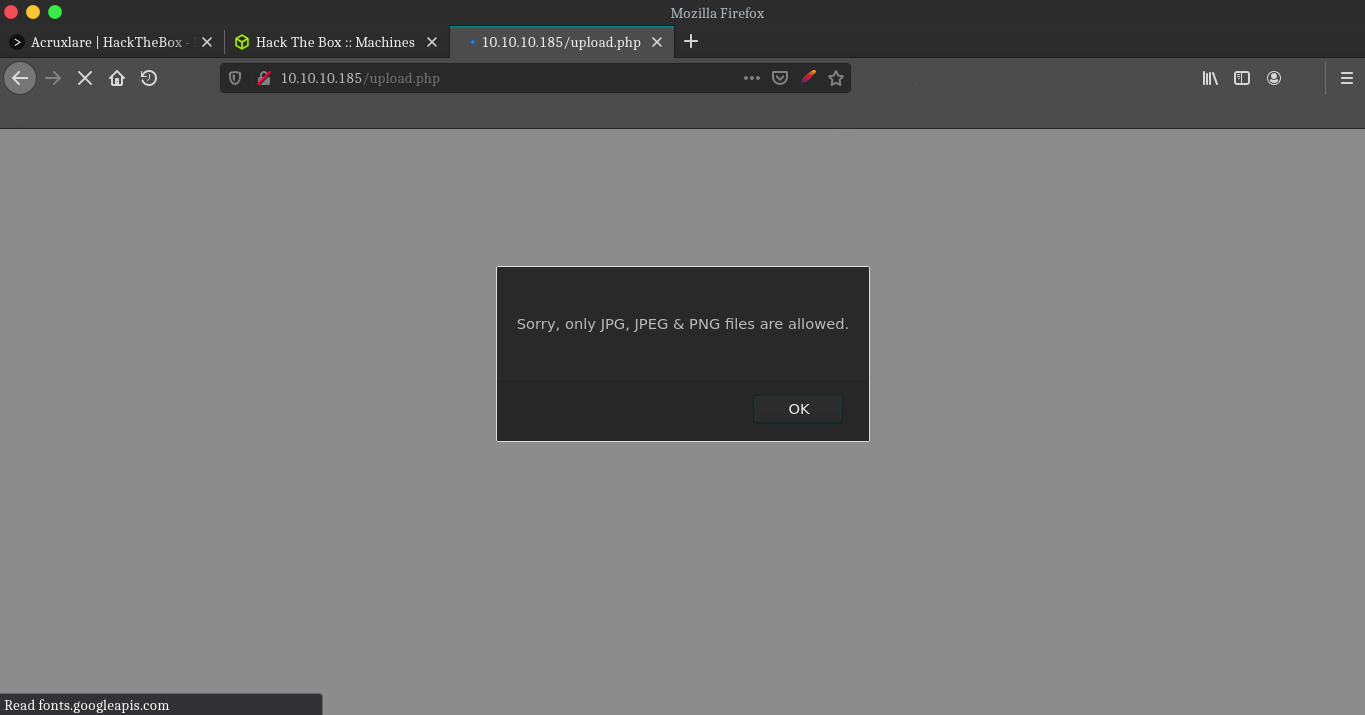 Mozilla Firefox
Acruxlare | HackTheBox -
Hack The Box :: Machines
10.10.10.185/upload.php
10.10.10.185/upload.php
Sorry, only JPG, JPEG & PNG files are allowed.
OK
Read fonts.googleapis.com